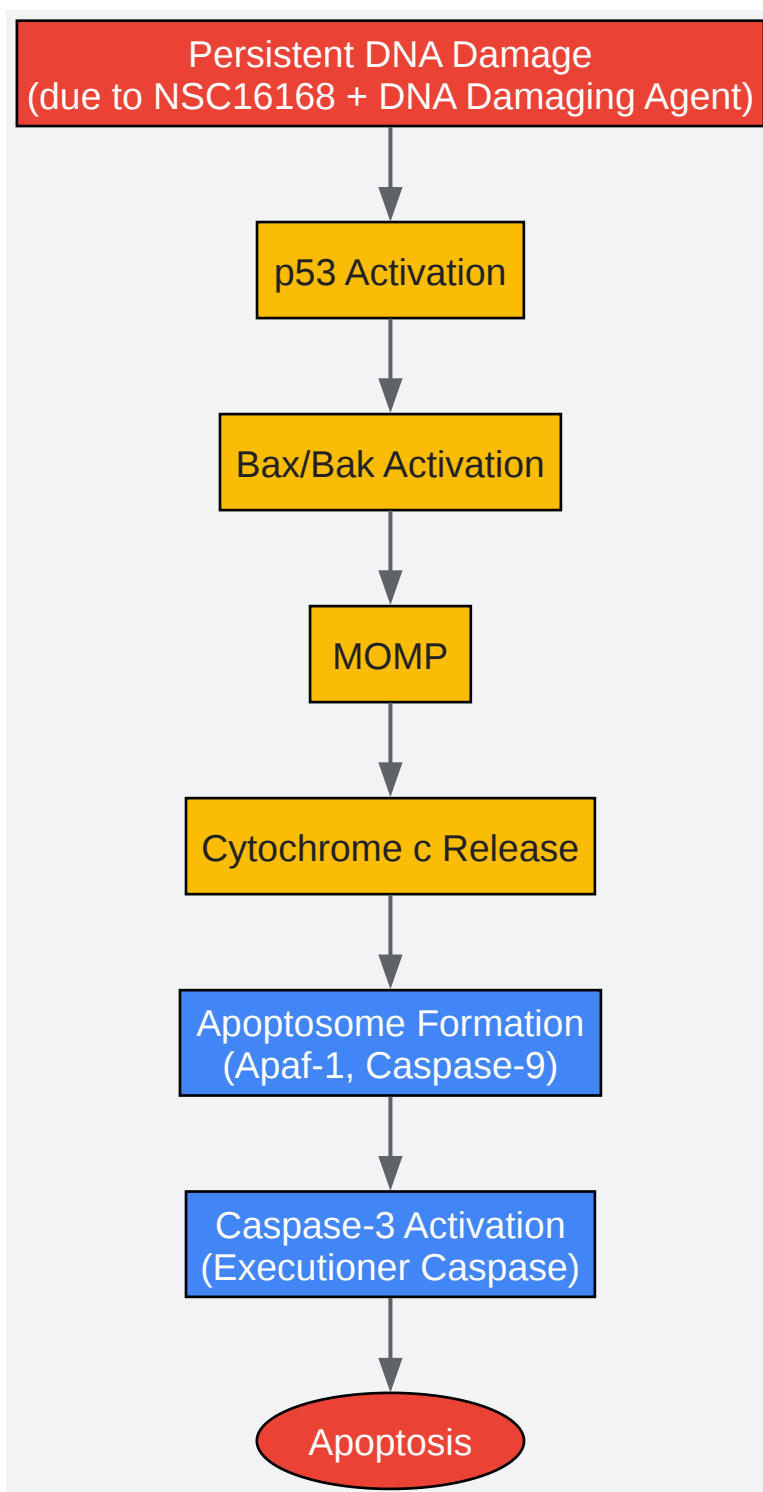 Persistent DNA Damage
(due to NSC16168 + DNA Damaging Agent)
p53 Activation
Bax/Bak Activation
MOMP
Cytochrome c Release
Apoptosome Formation
(Apaf-1, Caspase-9)
Caspase-3 Activation
(Executioner Caspase)
Apoptosis